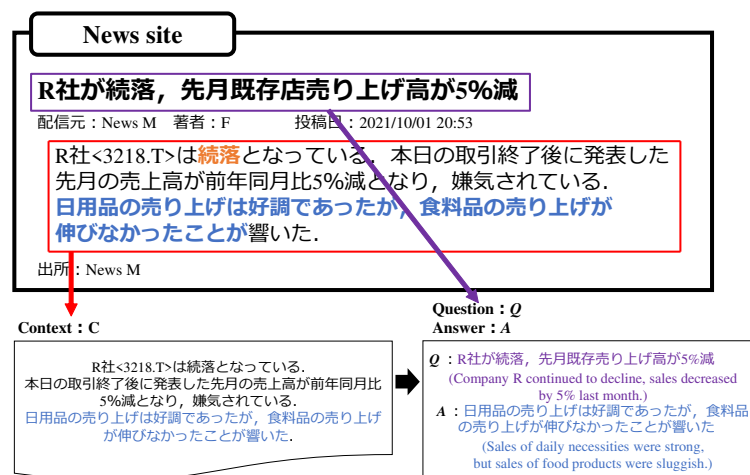 News site
R社が続落，先月既存店売り上げ高が5%減
配信元：News M 著者：F 投稿日：2021/10/01 20:53
R社<3218.T>は続落となっている．本日の取引終了後に発表した
先月の売上高が前年同月比5%減となり，嫌気されている．
日用品の売り上げは好調であったが，食料品の売り上げが
伸びなかったことが響いた．
出所：News M
Context：C
R社<3218.T>は続落となっている．
本日の取引終了後に発表した先月の売上高が前年同月比
5%減となり，嫌気されている．
日用品の売り上げは好調であったが，食料品の売り上げ
が伸びなかったことが響いた．
Question：Q
Answer：A
Q：R社が続落，先月既存店売り上げ高が5%減
(Company R continued to decline, sales decreased
by 5% last month.)
A：日用品の売り上げは好調であったが，食料品
の売り上げが伸びなかったことが響いた
(Sales of daily necessities were strong,
but sales of food products were sluggish.)